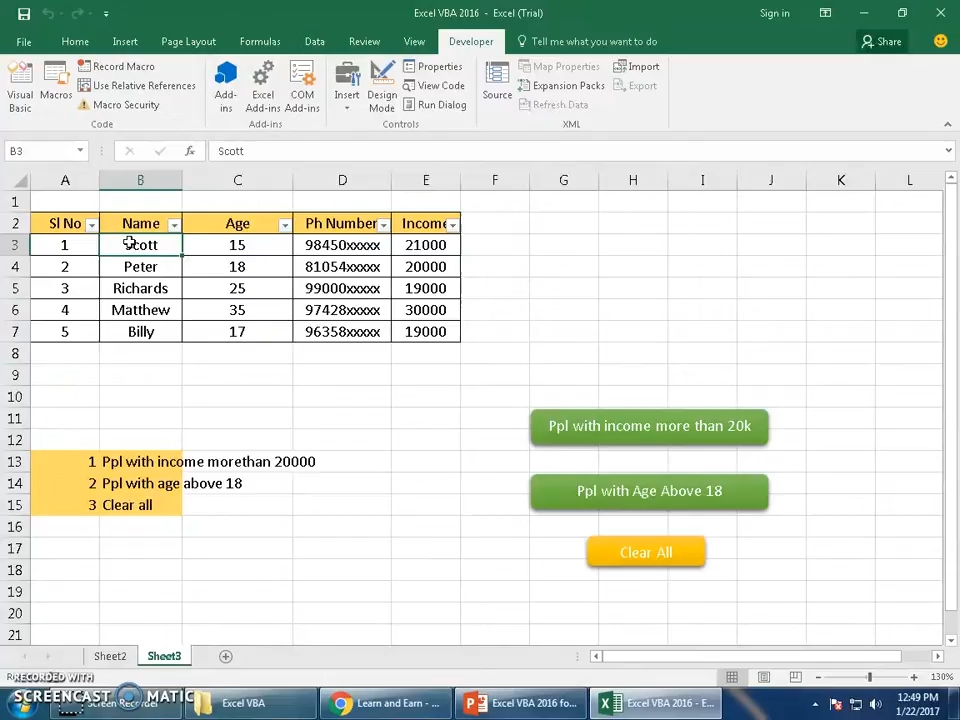 Excel VBA 2016 - Excel (Trial)
Sign in
File Home Insert Page Layout Formulas Data Review View Developer Tell me what you want to do Share
Visual Basic
Macros
Record Macro
Use Relative References
Macro Security
Code
Add-ins
Excel Add-ins
COM Add-ins
Add-ins
Insert
Design Mode
Properties
View Code
Run Dialog
Controls
Source
Map Properties
Expansion Packs
Refresh Data
Import
Export
XML
B3 fx Scott
A B C D E F G H I J K L
1
2 Sl No Name Age Ph Number Income
3 1 Scott 15 98450xxxxx 21000
4 2 Peter 18 81054xxxxx 20000
5 3 Richards 25 99000xxxxx 19000
6 4 Matthew 35 97428xxxxx 30000
7 5 Billy 17 96358xxxxx 19000
8
9
10
11 Ppl with income more than 20k
12
13 1 Ppl with income morethan 20000
14 2 Ppl with age above 18 Ppl with Age Above 18
15 3 Clear all
16
17 Clear All
18
19
20
21
Sheet2 Sheet3
130%
RECORDED WITH
SCREENCAST MATIC
Screen Recorder
Excel VBA
Learn and Earn - ...
Excel VBA 2016 fo...
Excel VBA 2016 - E...
12:49 PM
1/22/2017